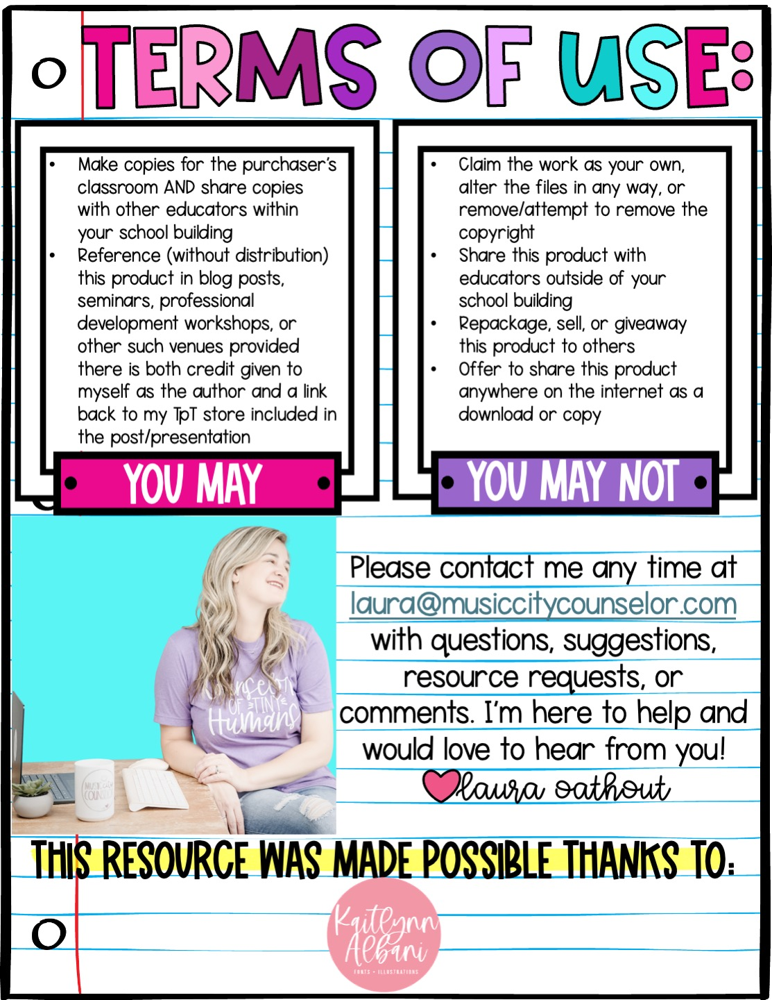 TERMS OF USE:
• Make copies for the purchaser's
classroom AND share copies
with other educators within
your school building
• Reference (without distribution)
this product in blog posts,
seminars, professional
development workshops, or
other such venues provided
there is both credit given to
myself as the author and a link
back to my TpT store included in
the post/presentation
YOU MAY
• Claim the work as your own,
alter the files in any way, or
remove/attempt to remove the
copyright
• Share this product with
educators outside of your
school building
• Repackage, sell, or giveaway
this product to others
• Offer to share this product
anywhere on the internet as a
download or copy
YOU MAY NOT
Counselor
OF TINY
Humans
MUSIC CITY
COUNSELOR
Please contact me any time at
laura@musiccitycounselor.com
with questions, suggestions,
resource requests, or
comments. I'm here to help and
would love to hear from you!
laura oathout
THIS RESOURCE WAS MADE POSSIBLE THANKS TO:
Kaitlynn
Albani
FONTS + ILLUSTRATIONS